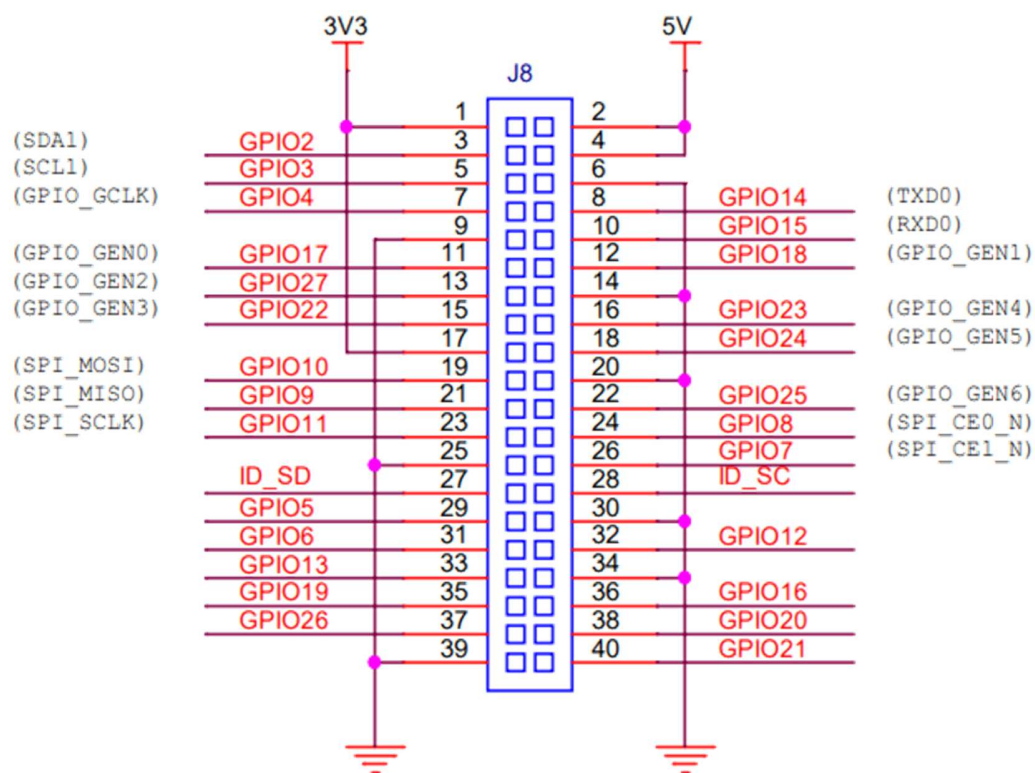 3V3 5V
J8
1 2
(SDA1) GPIO2 3 4
(SCL1) GPIO3 5 6
(GPIO_GCLK) GPIO4 7 8 GPIO14 (TXD0)
9 10 GPIO15 (RXD0)
(GPIO_GEN0) GPIO17 11 12 GPIO18 (GPIO_GEN1)
(GPIO_GEN2) GPIO27 13 14
(GPIO_GEN3) GPIO22 15 16 GPIO23 (GPIO_GEN4)
17 18 GPIO24 (GPIO_GEN5)
(SPI_MOSI) GPIO10 19 20
(SPI_MISO) GPIO9 21 22 GPIO25 (GPIO_GEN6)
(SPI_SCLK) GPIO11 23 24 GPIO8 (SPI_CE0_N)
25 26 GPIO7 (SPI_CE1_N)
ID_SD 27 28 ID_SC
GPIO5 29 30
GPIO6 31 32 GPIO12
GPIO13 33 34
GPIO19 35 36 GPIO16
GPIO26 37 38 GPIO20
39 40 GPIO21